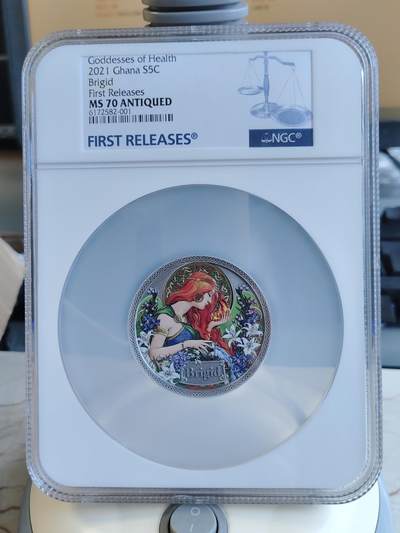 Goddesses of Health
2021 Ghana S5C
Brigid
First Releases
MS 70 ANTIQUED
6172582-001
FIRST RELEASES®
NGC®
Brigid